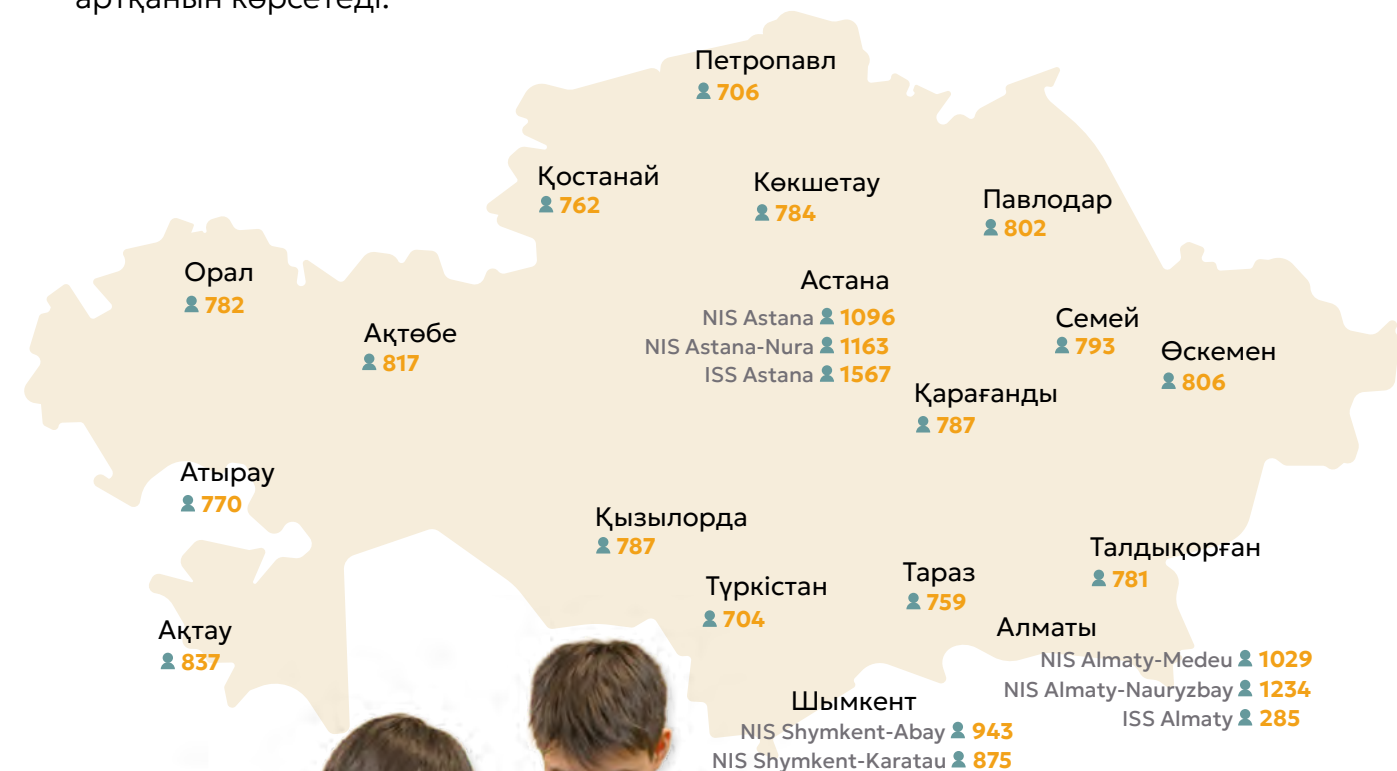 артқанын көрсетеді.
Петропавл
706
Қостанай
762
Көкшетау
784
Павлодар
802
Орал
782
Ақтөбе
817
Астана
NIS Astana 1096
NIS Astana-Nura 1163
ISS Astana 1567
Семей
793
Өскемен
806
Қарағанды
787
Атырау
770
Қызылорда
787
Түркістан
704
Тараз
759
Талдықорған
781
Ақтау
837
Алматы
NIS Almaty-Medeu 1029
NIS Almaty-Nauryzbay 1234
ISS Almaty 285
Шымкент
NIS Shymkent-Abay 943
NIS Shymkent-Karatau 875